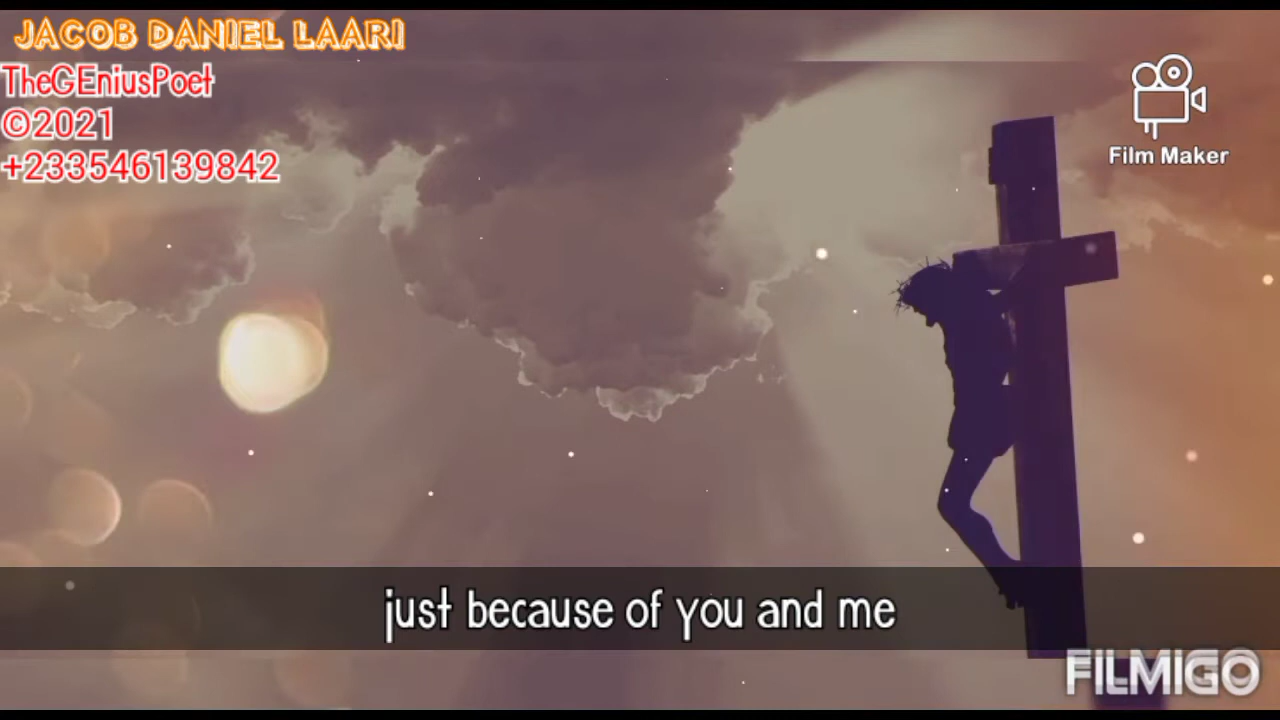 JACOB DANIEL LAARI
TheGEniusPoet
©2021
+233546139842
Film Maker
just because of you and me
FILMIGO